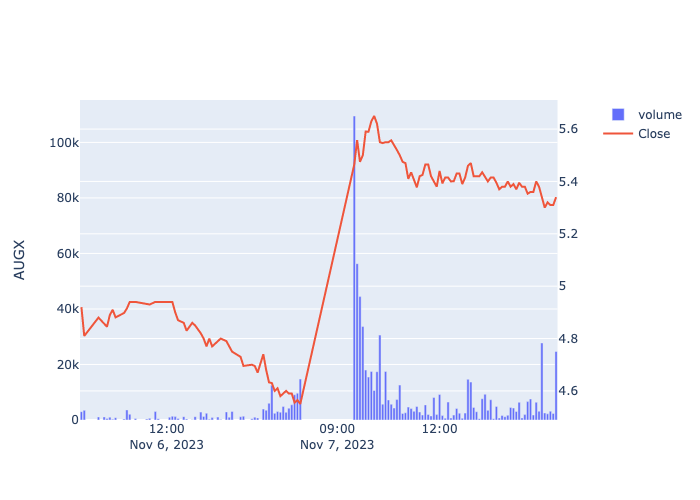 volume
Close
AUGX
100k
80k
60k
40k
20k
0
5.6
5.4
5.2
5
4.8
4.6
12:00
Nov 6, 2023
09:00
Nov 7, 2023
12:00